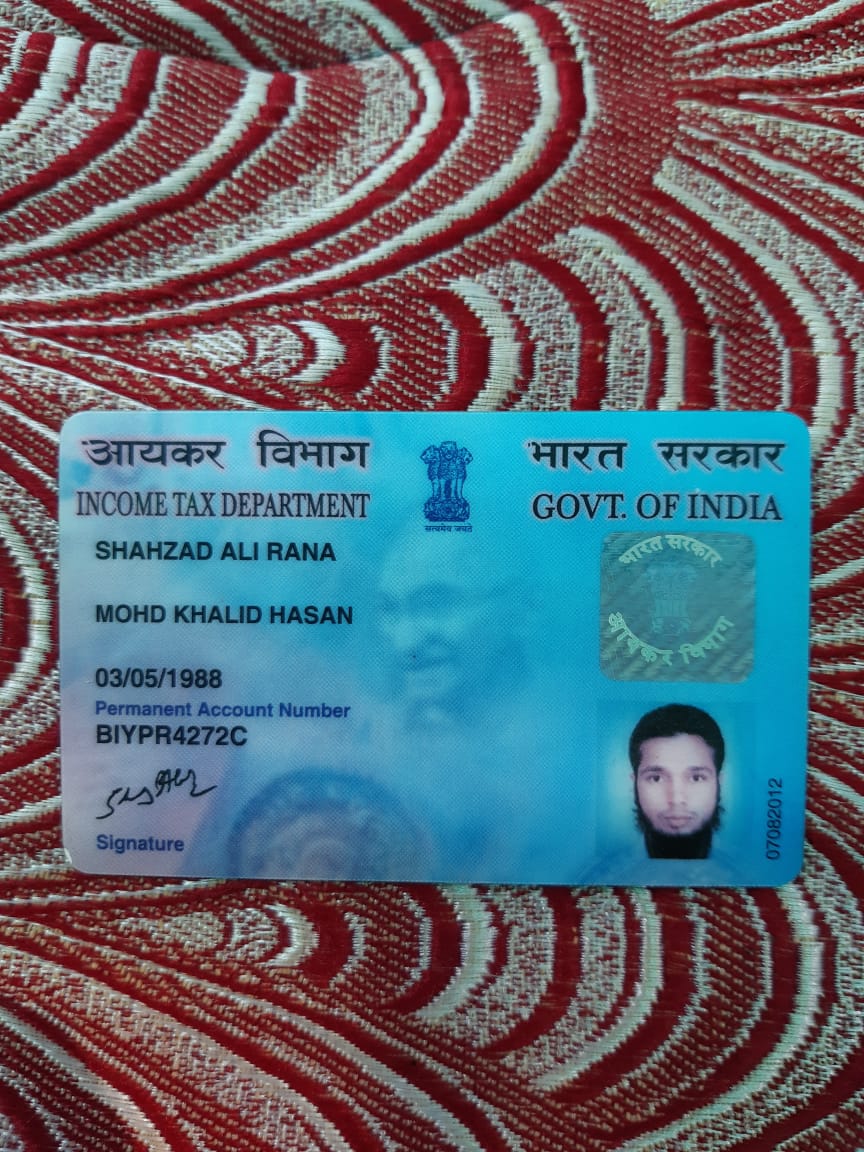 आयकर विभाग
INCOME TAX DEPARTMENT
सत्यमेव जयते
भारत सरकार
GOVT. OF INDIA
SHAHZAD ALI RANA
MOHD KHALID HASAN
03/05/1988
Permanent Account Number
BIYPR4272C
Signature
भारत सरकार
आयकर विभाग
07082012